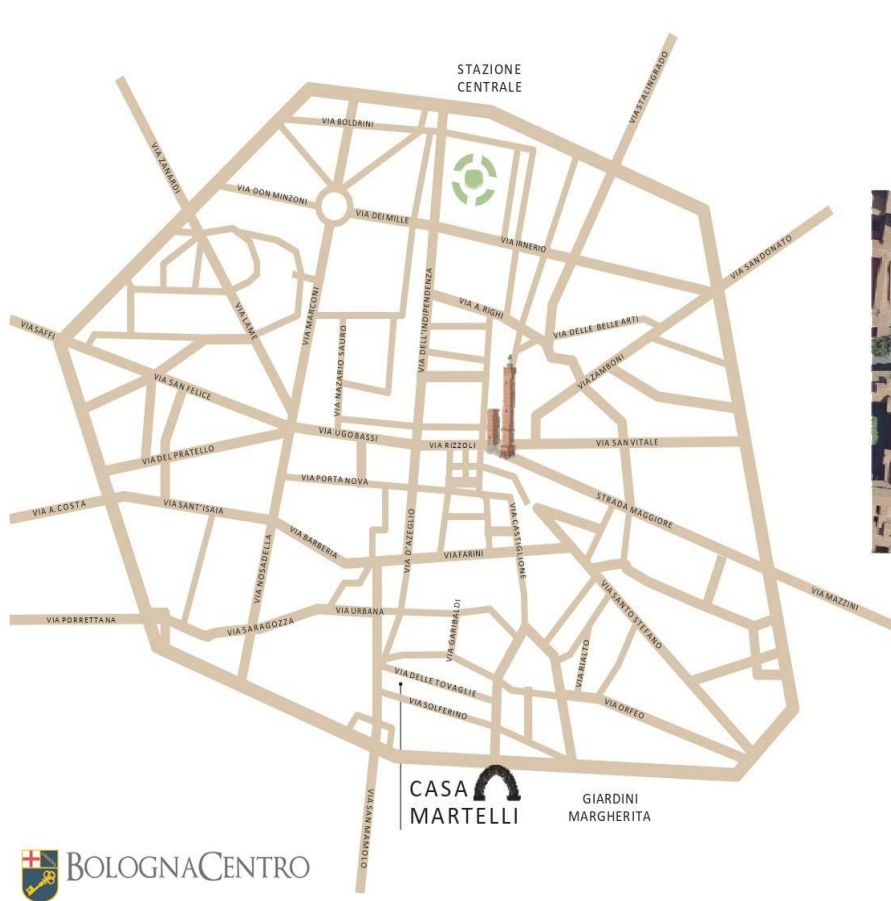 STAZIONE
CENTRALE
VIA STALINGRADO
VIA BOLDRINI
VIA ZANARDI
VIA DON MINZONI
VIA DEI MILLE
VIA IRNERIO
VIA SAN DONATO
VIA A. RIGHI
VIA DELLE BELLE ARTI
VIA ZAMBONI
VIA DELL'INDIPENDENZA
VIA MARCONI
VIA LAME
VIA NAZARIO SAURO
VIA SAFFI
VIA SAN FELICE
VIA UGO BASSI
VIA RIZZOLI
VIA SAN VITALE
VIA DEL PRATELLO
VIA PORTA NOVA
STRADA MAGGIORE
VIA A. COSTA
VIA SANT'ISAIA
VIA BARBERIA
VIA D'AZEGLIO
VIA CASTIGLIONE
VIA FARINI
VIA NOSADELLA
VIA SANTO STEFANO
VIA MAZZINI
VIA PORRETTANA
VIA SARAGOZZA
VIA URBANA
VIA GARIBALDI
VIA RIALTO
VIA DELLE TOVAGLIE
VIA SOLFERINO
VIA ORFEO
VIA SAN MAMOLO
CASA
MARTELLI
GIARDINI
MARGHERITA
BOLOGNACENTRO